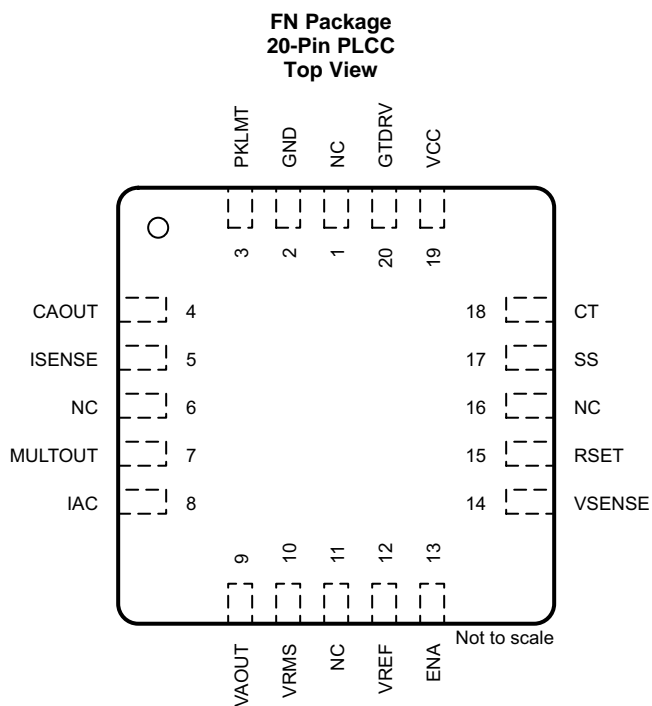 FN Package
20-Pin PLCC
Top View
PKLMT GND NC GTDRV VCC
3 2 1 20 19
CAOUT 4 18 CT
ISENSE 5 17 SS
NC 6 16 NC
MULTOUT 7 15 RSET
IAC 8 14 VSENSE
9 10 11 12 13
VAOUT VRMS NC VREF ENA
Not to scale